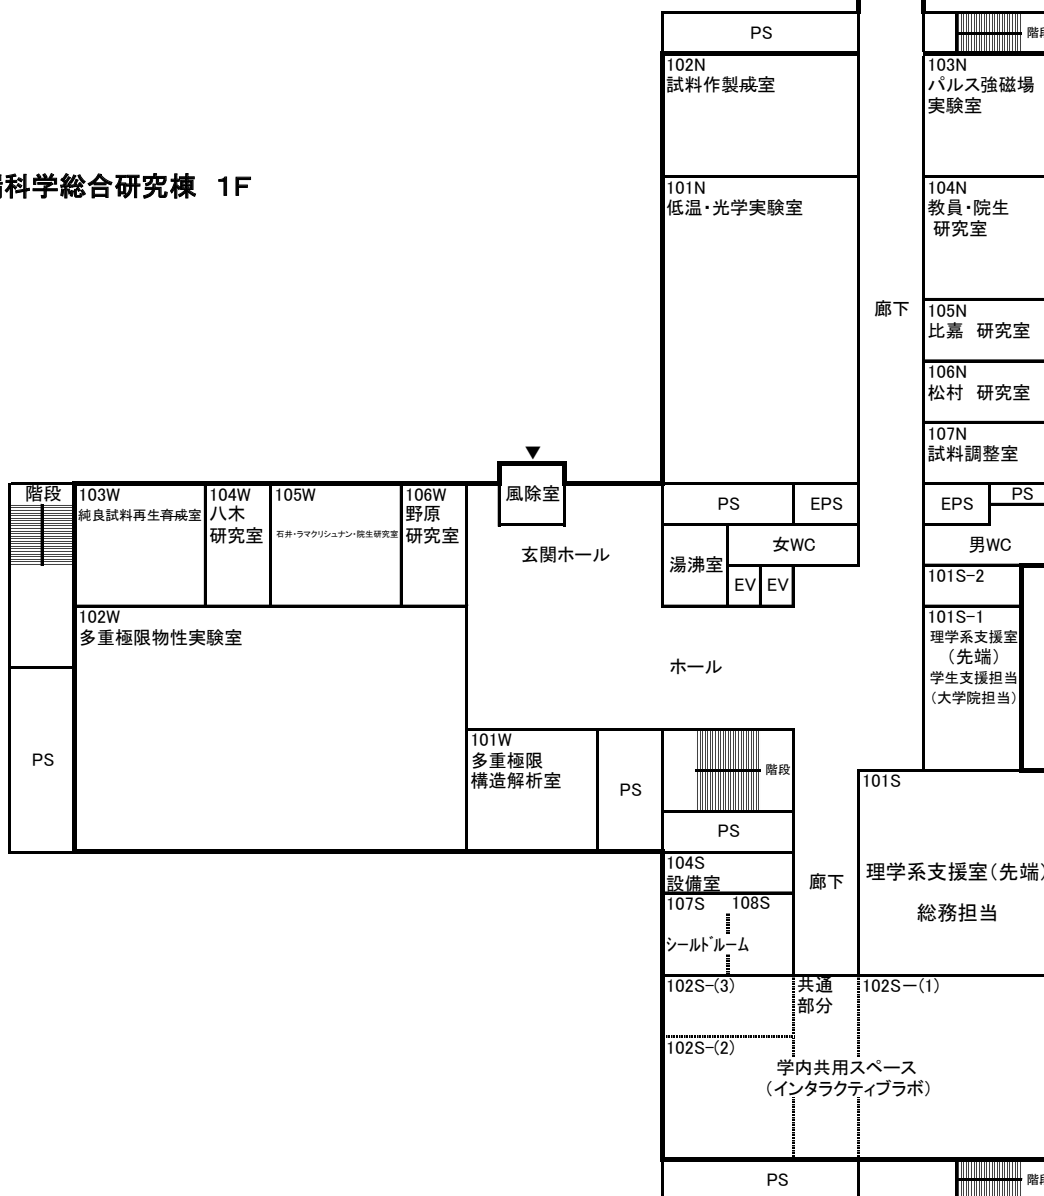 科学総合研究棟 1F
PS
階段
102N
試料作製成室
103N
パルス強磁場
実験室
101N
低温・光学実験室
104N
教員・院生
研究室
廊下
105N
比嘉 研究室
106N
松村 研究室
107N
試料調整室
▼
風除室
階段
103W
純良試料再生育成室
104W
八木
研究室
105W
石井・ラマクリシュナン・院生研究室
106W
野原
研究室
玄関ホール
PS
EPS
EPS
PS
湯沸室
女WC
男WC
EV
EV
101S-2
102W
多重極限物性実験室
101S-1
理学系支援室
(先端)
学生支援担当
(大学院担当)
ホール
PS
101W
多重極限
構造解析室
PS
階段
PS
101S
理学系支援室(先端)
総務担当
104S
設備室
廊下
107S
108S
シールドルーム
102S-(3)
共通
部分
102S-(1)
102S-(2)
学内共用スペース
(インタラクティブラボ)
PS
階段